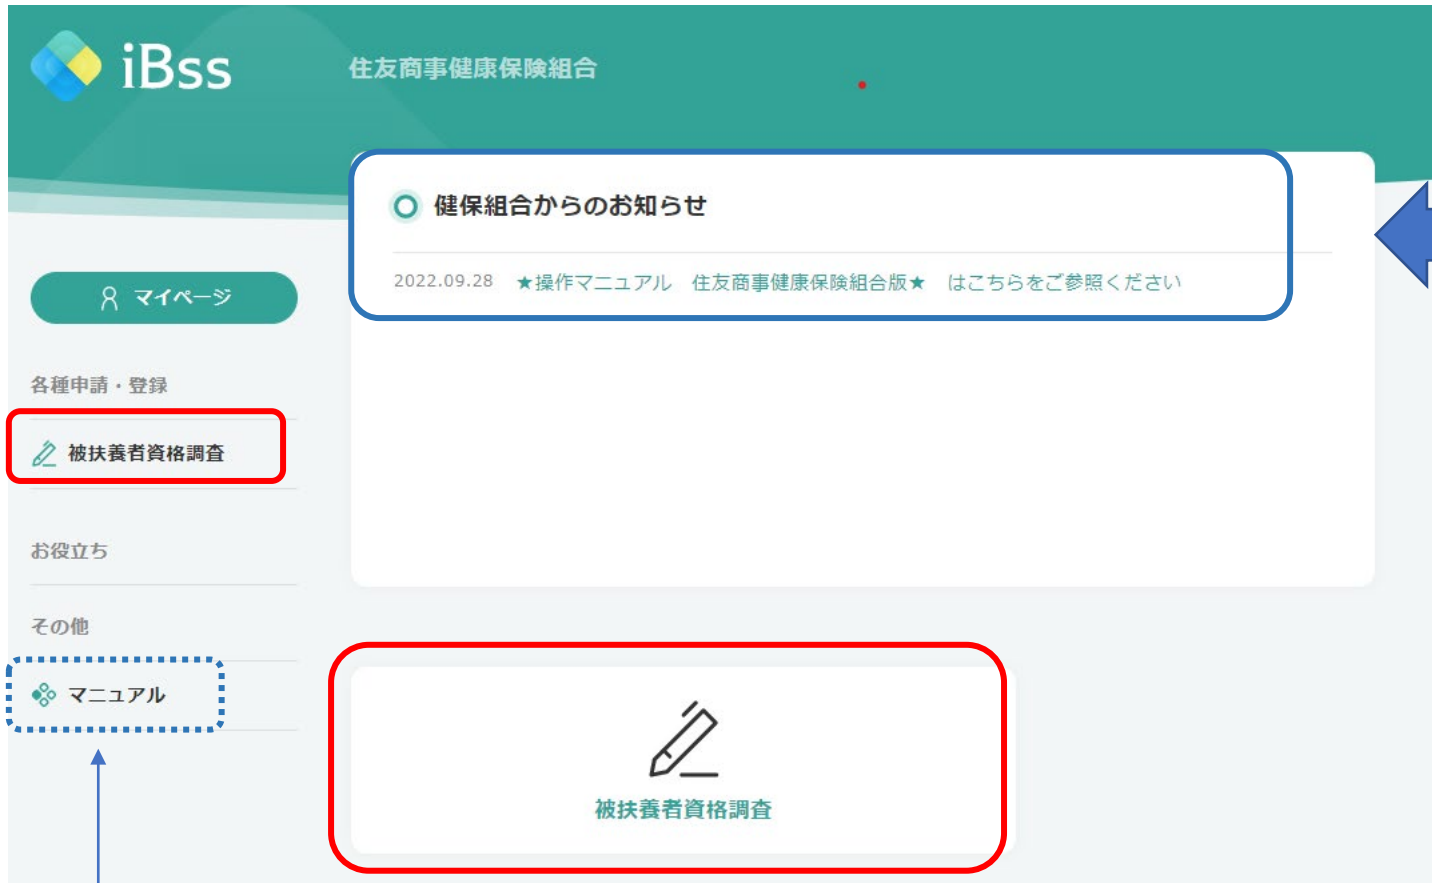 iBss
住友商事健康保険組合
健保組合からのお知らせ
2022.09.28 ★操作マニュアル 住友商事健康保険組合版★ はこちらをご参照ください
マイページ
各種申請・登録
被扶養者資格調査
お役立ち
その他
マニュアル
被扶養者資格調査